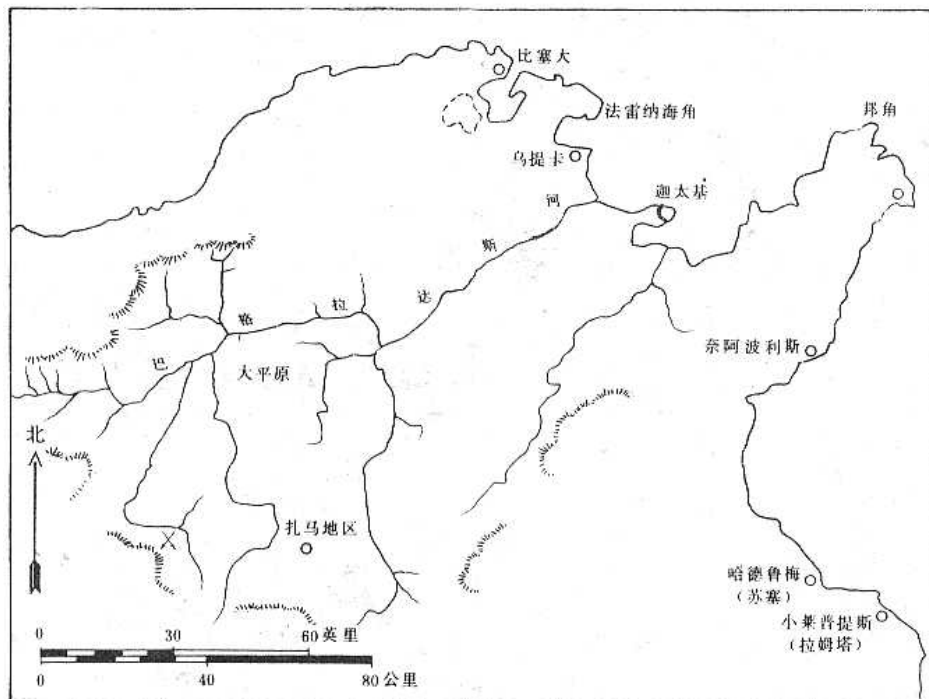 比塞大
法雷纳海角
邦角
乌提卡
迦太基
巴格拉达斯河
奈阿波利斯
大平原
北
扎马地区
哈德鲁梅
(苏塞)
小莱普提斯
(拉姆塔)
0 30 60 英里
0 40 80 公里